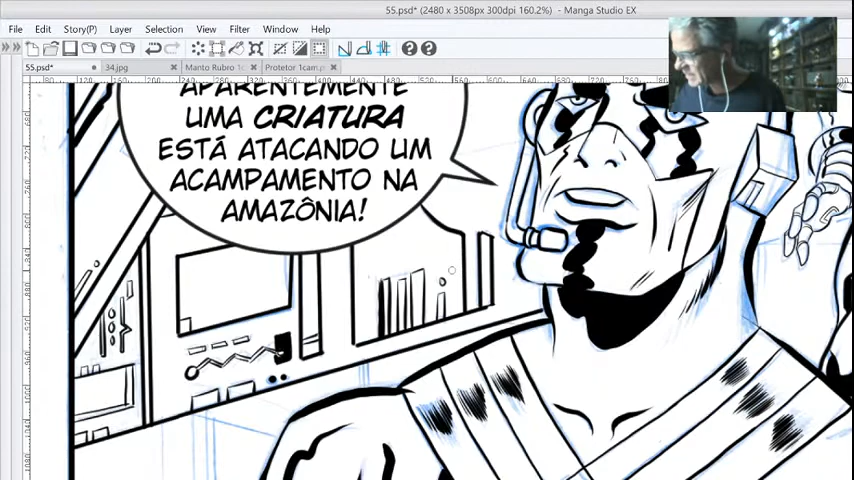 55.psd* (2480 x 3508px 300dpi 160.2%) - Manga Studio EX
File Edit Story(P) Layer Selection View Filter Window Help
55.psd* 34.jpg Manto Rubro 1c Protetor 1cam.p
APARENTEMENTE
UMA CRIATURA
ESTÁ ATACANDO UM
ACAMPAMENTO NA
AMAZÔNIA!